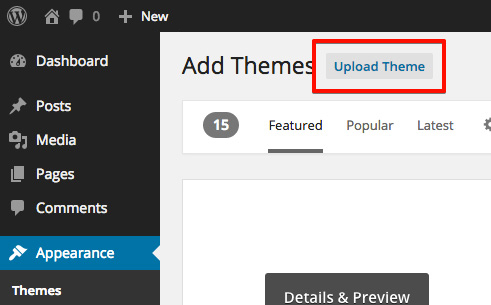 0 New
Dashboard
Add Themes Upload Theme
Posts
15 Featured Popular Latest
Media
Pages
Comments
Appearance
Details & Preview
Themes